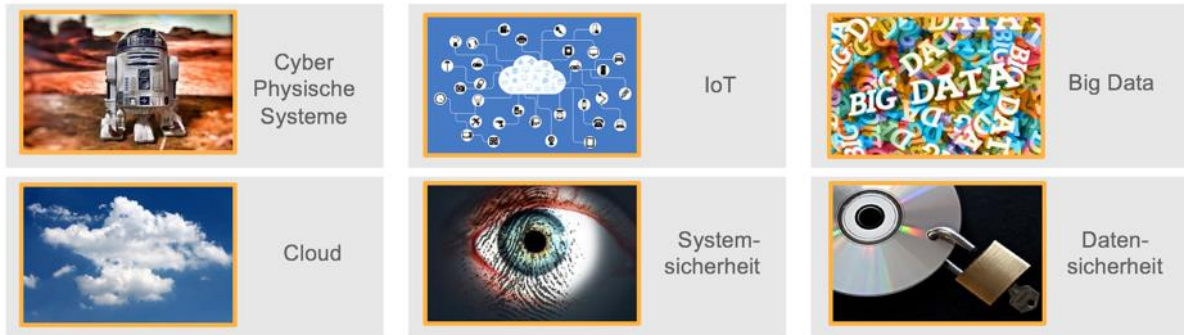 Cyber
Physische
Systeme
IoT
BIG DATA
Big Data
Cloud
System-
sicherheit
Daten-
sicherheit